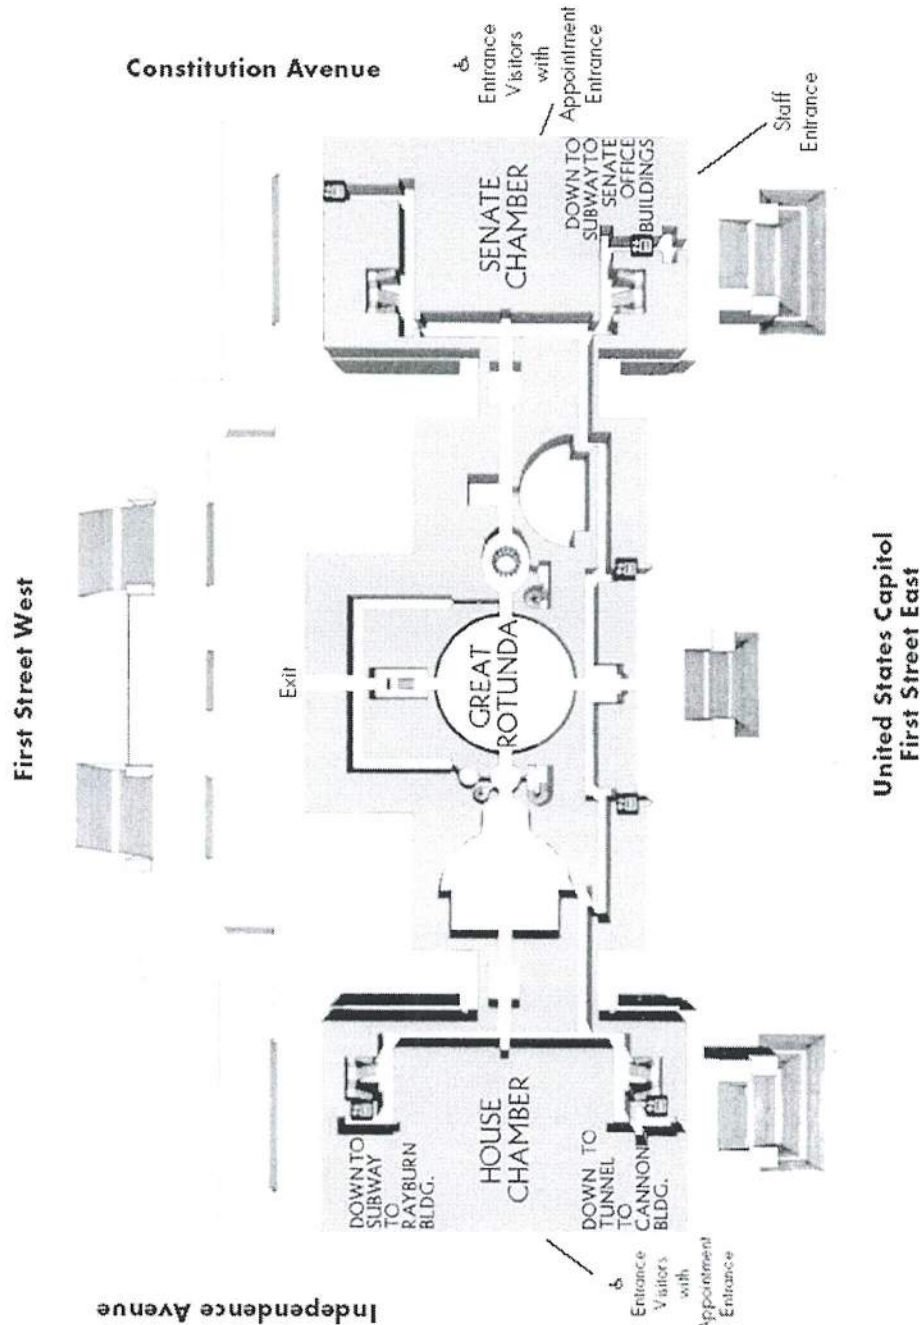 Constitution Avenue
Entrance
Visitors
with
Appointment
Entrance
Staff
Entrance
SENATE
CHAMBER
DOWN TO
SUBWAY TO
SENATE
OFFICE
BUILDINGS
First Street West
Exit
GREAT
ROTUNDA
United States Capitol
First Street East
HOUSE
CHAMBER
DOWN TO
SUBWAY
TO
RAYBURN
BLDG.
DOWN TO
TUNNEL
TO
CANNON
BLDG.
Entrance
Visitors
with
Appointment
Entrance
Independence Avenue